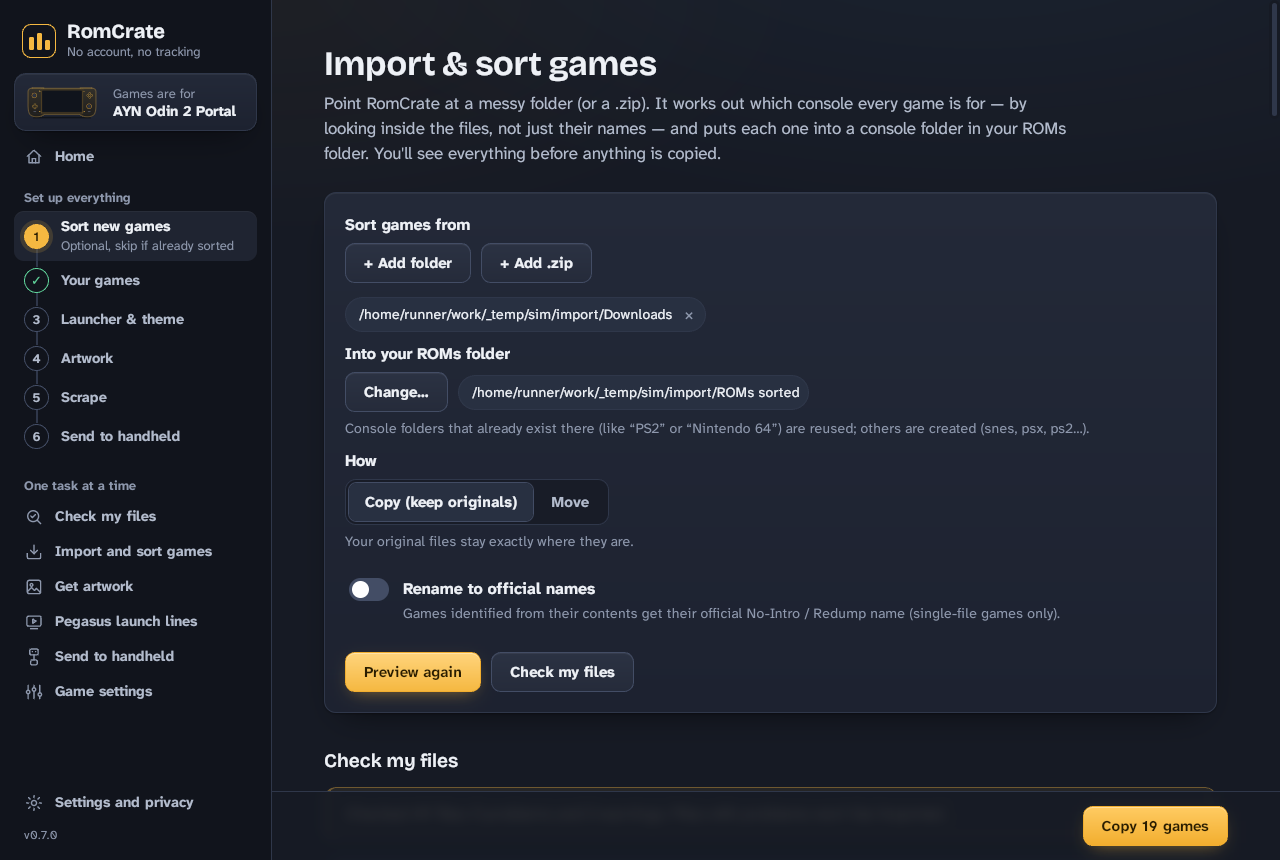 RomCrate
No account, no tracking
Games are for
AYN Odin 2 Portal
Home
Set up everything
1
Sort new games
Optional, skip if already sorted
✓
Your games
3
Launcher & theme
4
Artwork
5
Scrape
6
Send to handheld
One task at a time
Check my files
Import and sort games
Get artwork
Pegasus launch lines
Send to handheld
Game settings
Settings and privacy
v0.7.0
Import & sort games
Point RomCrate at a messy folder (or a .zip). It works out which console every game is for — by
looking inside the files, not just their names — and puts each one into a console folder in your ROMs
folder. You'll see everything before anything is copied.
Sort games from
+ Add folder
+ Add .zip
/home/runner/work/_temp/sim/import/Downloads ×
Into your ROMs folder
Change...
/home/runner/work/_temp/sim/import/ROMs sorted
Console folders that already exist there (like “PS2” or “Nintendo 64”) are reused; others are created (snes, psx, ps2…).
How
Copy (keep originals)
Move
Your original files stay exactly where they are.
Rename to official names
Games identified from their contents get their official No-Intro / Redump name (single-file games only).
Preview again
Check my files
Check my files
Copy 19 games